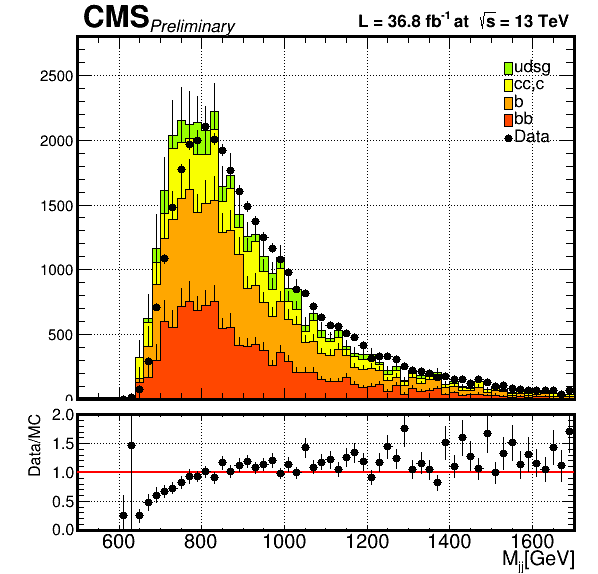 CMS Preliminary L = 36.8 fb⁻¹ at √s = 13 TeV
2500
2000
1500
1000
500
0
udsg
cc,c
b
bb
Data
Data/MC
2.0
1.5
1.0
0.5
0.0
600 800 1000 1200 1400 1600
M_jj[GeV]